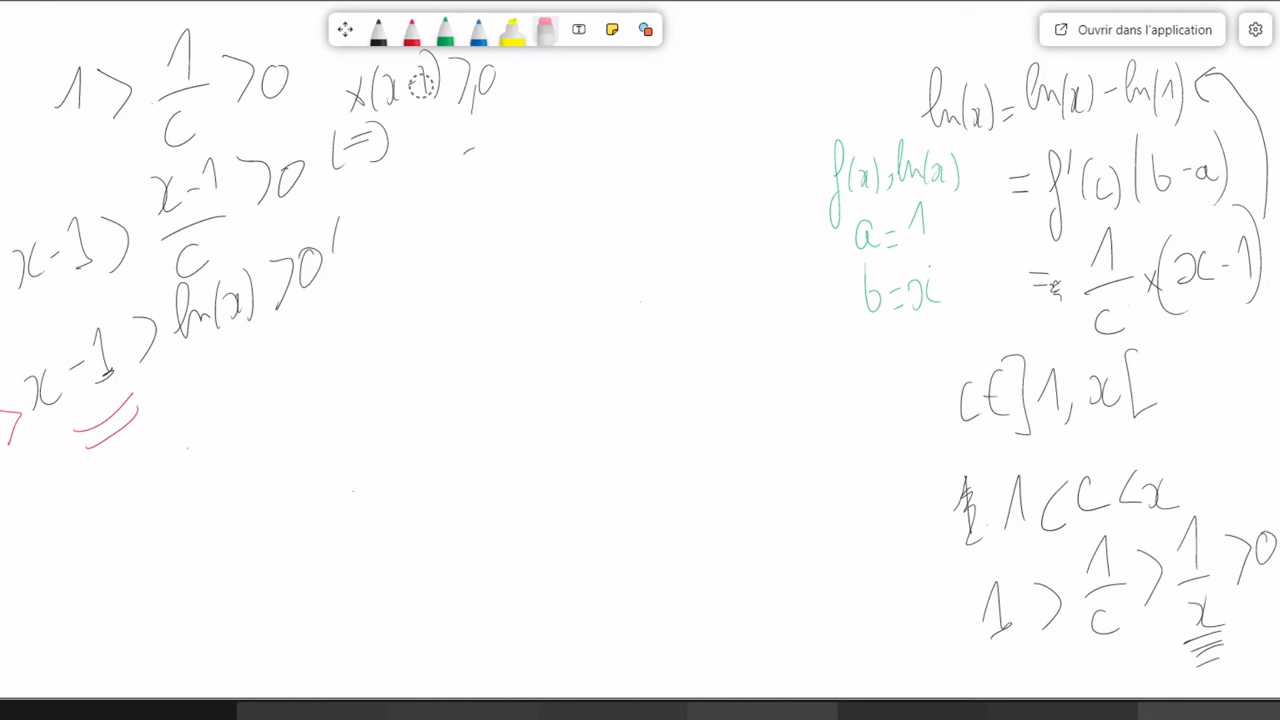 Ouvrir dans l'application
1 > 1/c > 0
×(x-1) ⩾ 0
(=)
x-1 > x-1/c > 0
x-1 > ln(x) > 0
ln(x) = ln(x) - ln(1)
f(x), ln(x)
a = 1
b = x
= f'(c) (b-a)
= 1/c × (x-1)
c ∈ ]1, x[
1 < c < x
1 > 1/c > 1/x > 0